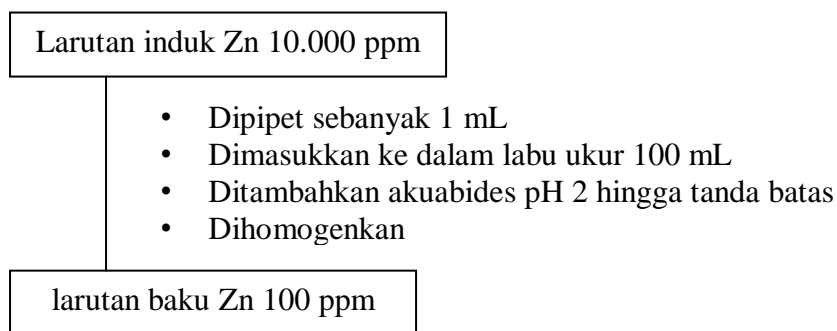 Larutan induk Zn 10.000 ppm
• Dipipet sebanyak 1 mL
• Dimasukkan ke dalam labu ukur 100 mL
• Ditambahkan akuabides pH 2 hingga tanda batas
• Dihomogenkan
larutan baku Zn 100 ppm